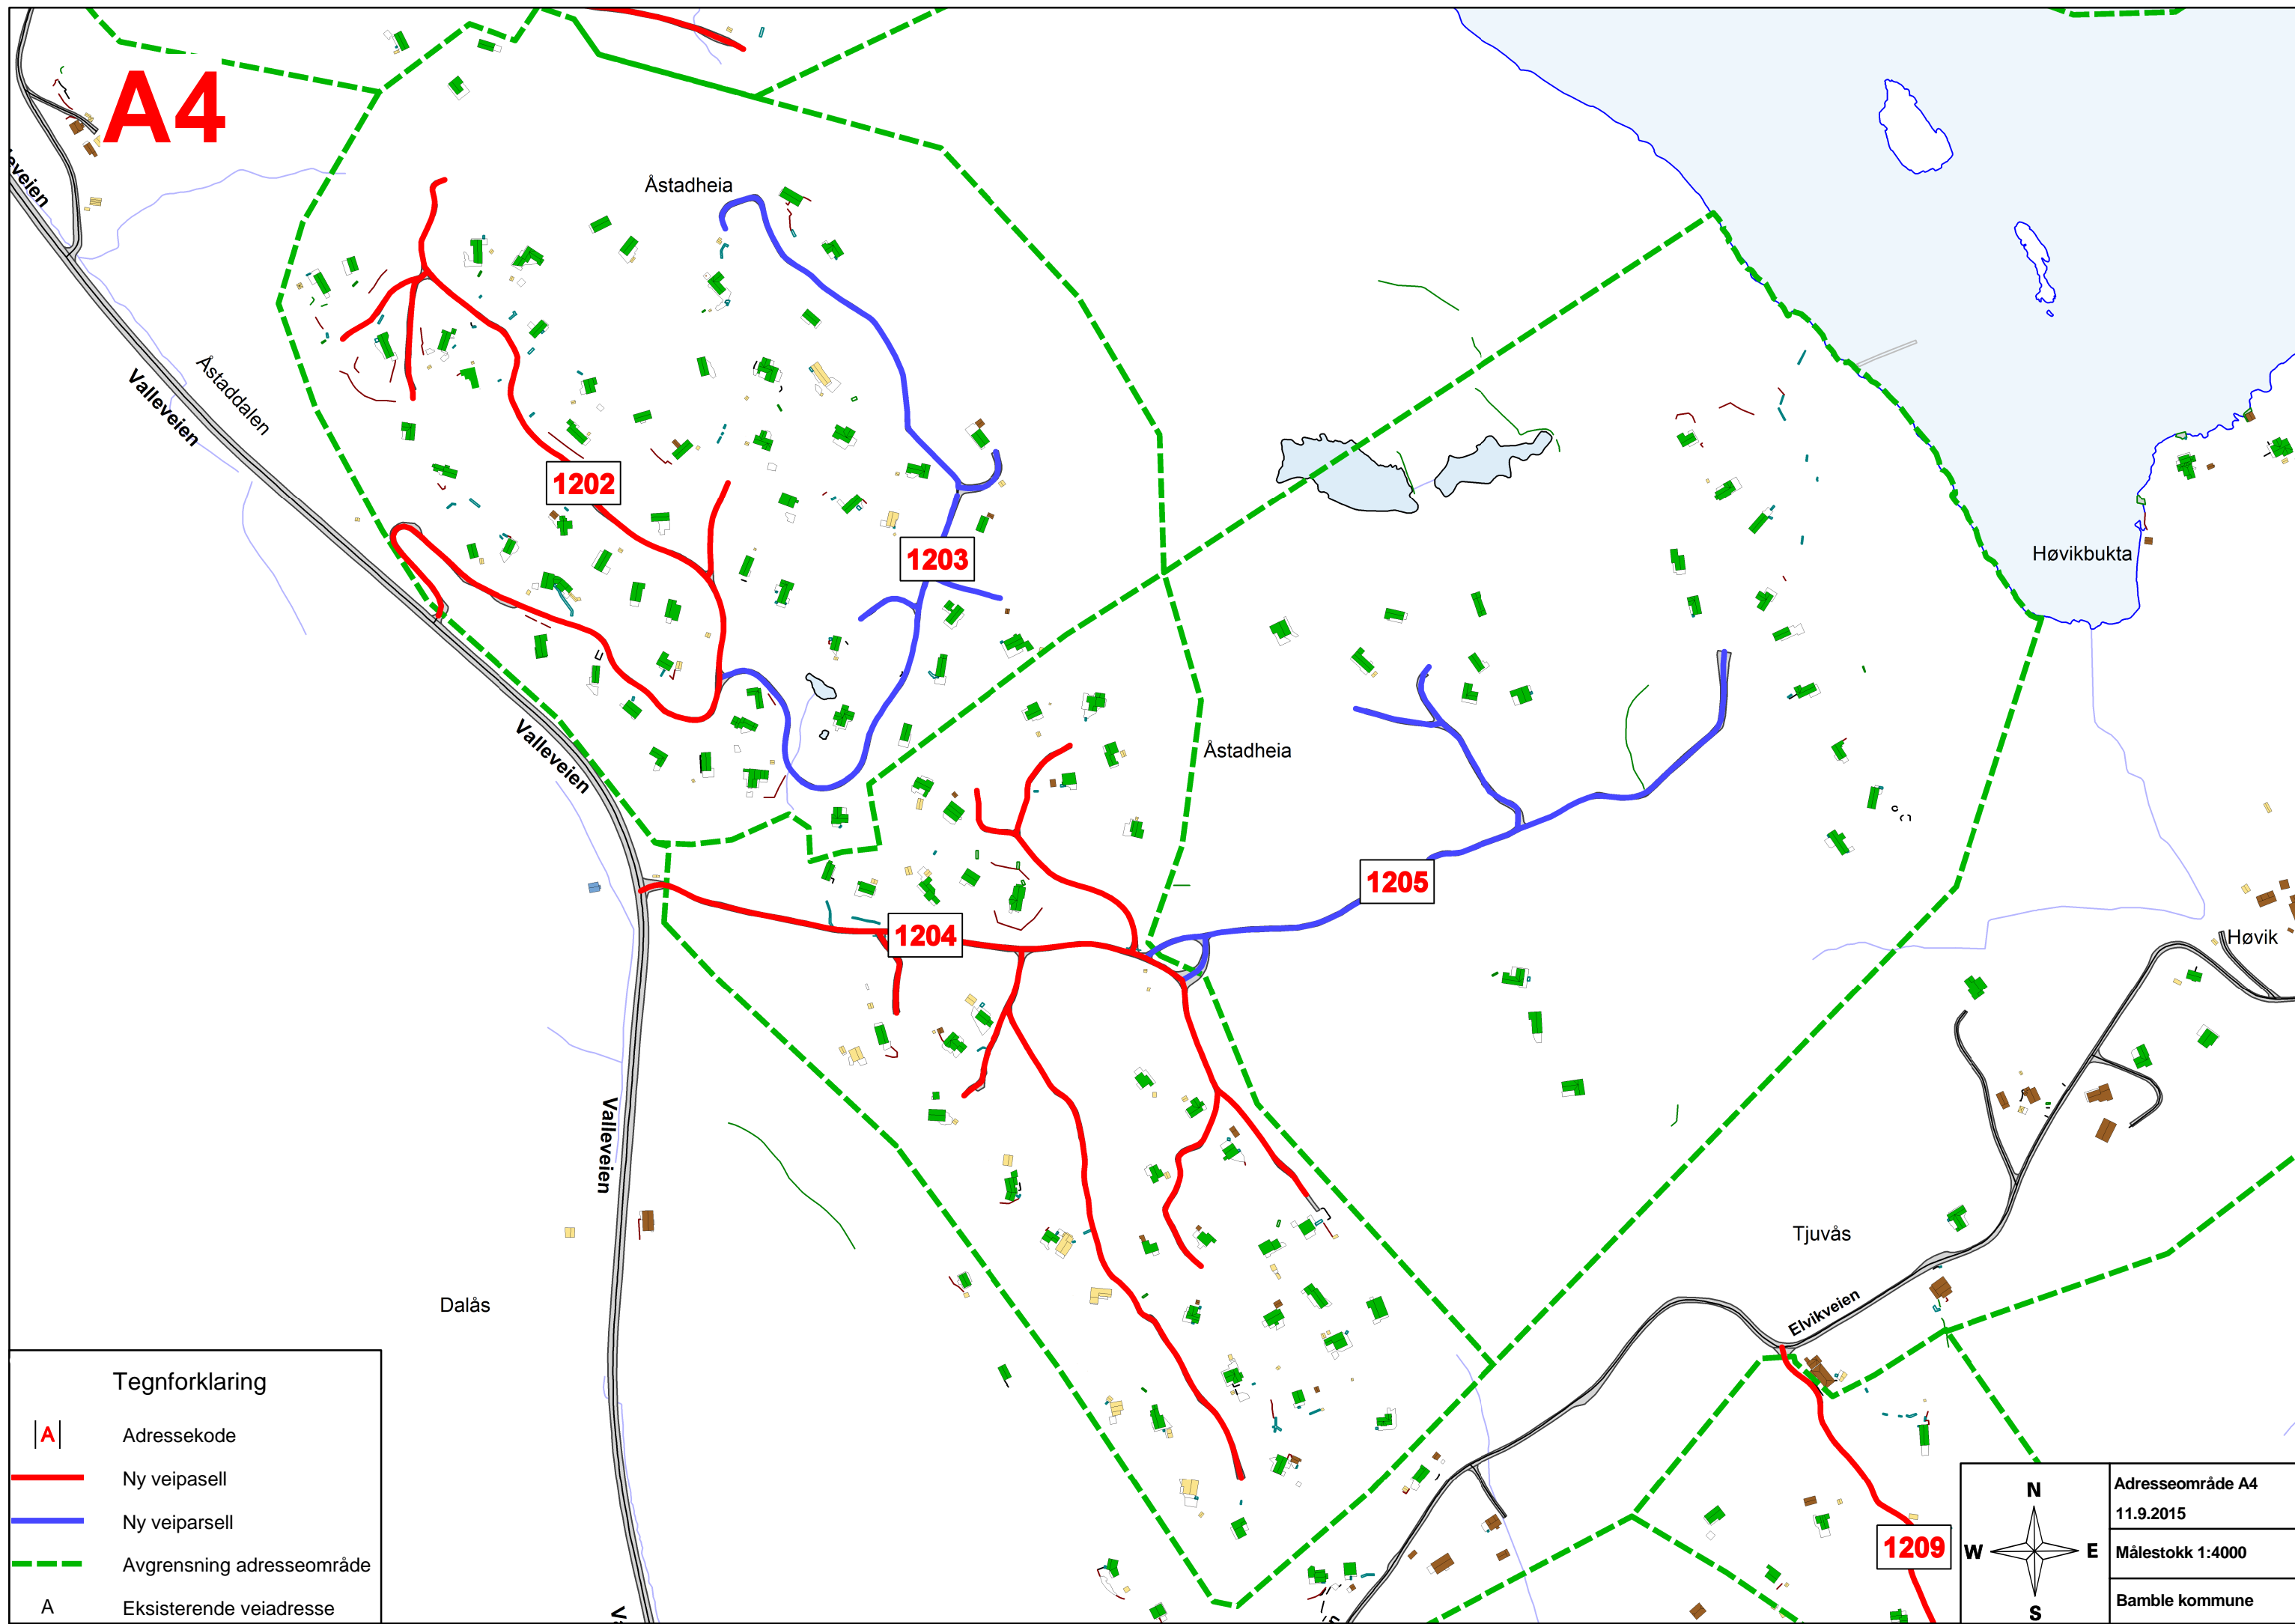 A4
eveien
Åstadheia
Åstaddalen
Valleveien
1202
1203
Høvikbukta
Valleveien
Åstadheia
1205
1204
Høvik
Valleveien
Tjuvås
Dalås
Elvikveien
1209
Tegnforklaring
A Adressekode
Ny veipasell
Ny veiparsell
Avgrensning adresseområde
A Eksisterende veiadresse
N
W E
S
Adresseområde A4
11.9.2015
Målestokk 1:4000
Bamble kommune